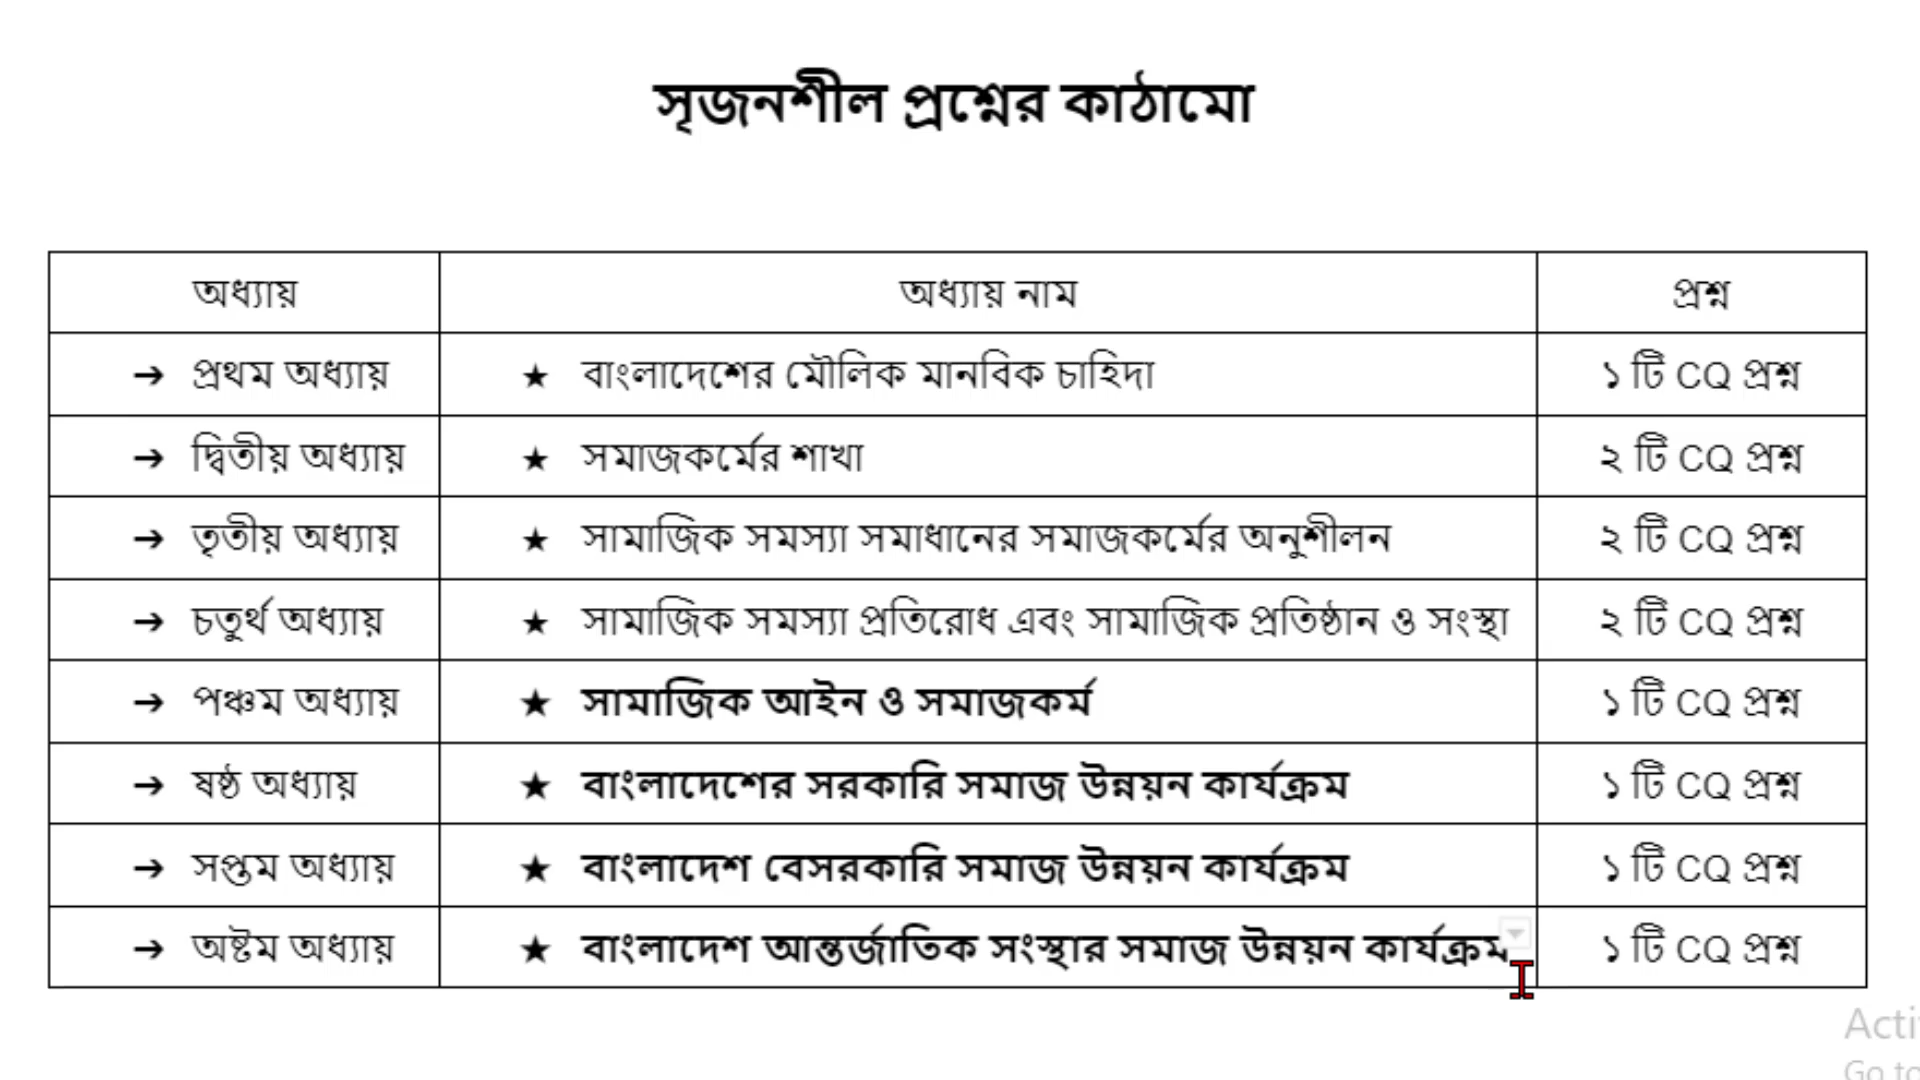 সৃজনশীল প্রশ্নের কাঠামো
অধ্যায় অধ্যায় নাম প্রশ্ন
➔ প্রথম অধ্যায় ★ বাংলাদেশের মৌলিক মানবিক চাহিদা ১ টি CQ প্রশ্ন
➔ দ্বিতীয় অধ্যায় ★ সমাজকর্মের শাখা ২ টি CQ প্রশ্ন
➔ তৃতীয় অধ্যায় ★ সামাজিক সমস্যা সমাধানের সমাজকর্মের অনুশীলন ২ টি CQ প্রশ্ন
➔ চতুর্থ অধ্যায় ★ সামাজিক সমস্যা প্রতিরোধ এবং সামাজিক প্রতিষ্ঠান ও সংস্থা ২ টি CQ প্রশ্ন
➔ পঞ্চম অধ্যায় ★ সামাজিক আইন ও সমাজকর্ম ১ টি CQ প্রশ্ন
➔ ষষ্ঠ অধ্যায় ★ বাংলাদেশের সরকারি সমাজ উন্নয়ন কার্যক্রম ১ টি CQ প্রশ্ন
➔ সপ্তম অধ্যায় ★ বাংলাদেশ বেসরকারি সমাজ উন্নয়ন কার্যক্রম ১ টি CQ প্রশ্ন
➔ অষ্টম অধ্যায় ★ বাংলাদেশ আন্তর্জাতিক সংস্থার সমাজ উন্নয়ন কার্যক্রম ১ টি CQ প্রশ্ন
Acti
Go to